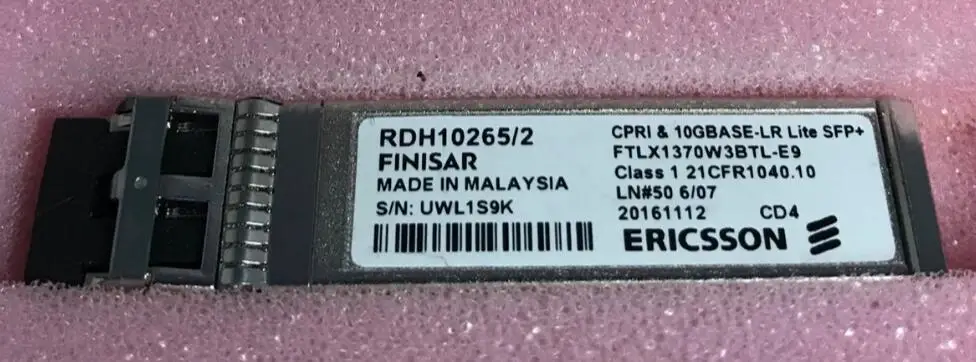 RDH10265/2
FINISAR
MADE IN MALAYSIA
S/N: UWL1S9K
CPRI & 10GBASE-LR Lite SFP+
FTLX1370W3BTL-E9
Class 1 21CFR1040.10
LN#50 6/07
20161112 CD4
ERICSSON